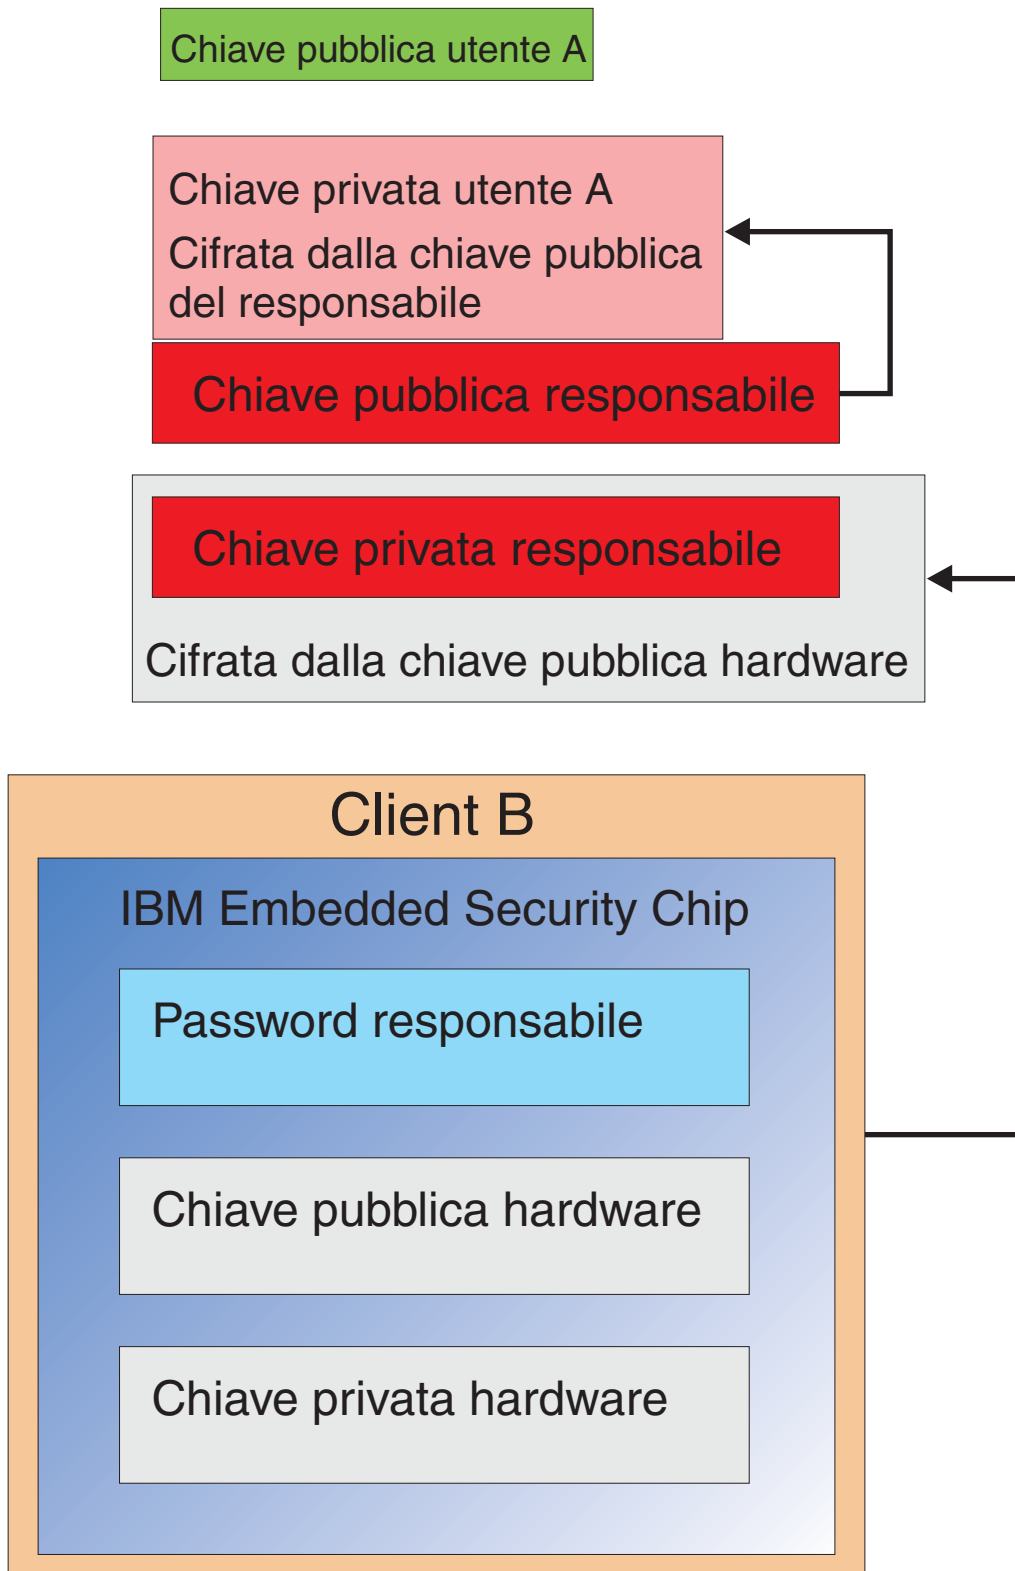 Chiave pubblica utente A
Chiave privata utente A
Cifrata dalla chiave pubblica
del responsabile
Chiave pubblica responsabile
Chiave privata responsabile
Cifrata dalla chiave pubblica hardware
Client B
IBM Embedded Security Chip
Password responsabile
Chiave pubblica hardware
Chiave privata hardware